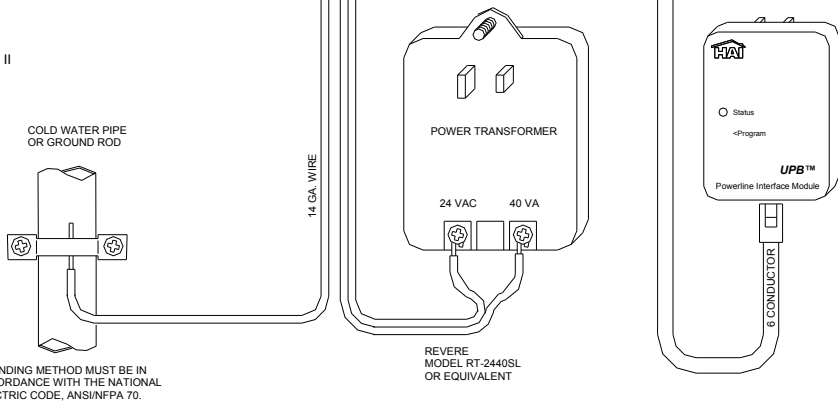 II
COLD WATER PIPE
OR GROUND ROD
14 GA. WIRE
POWER TRANSFORMER
24 VAC 40 VA
REVERE
MODEL RT-2440SL
OR EQUIVALENT
HAI
Status
<Program
UPB™
Powerline Interface Module
6 CONDUCTOR
NDING METHOD MUST BE IN
ORDANCE WITH THE NATIONAL
CTRIC CODE, ANSI/NFPA 70.